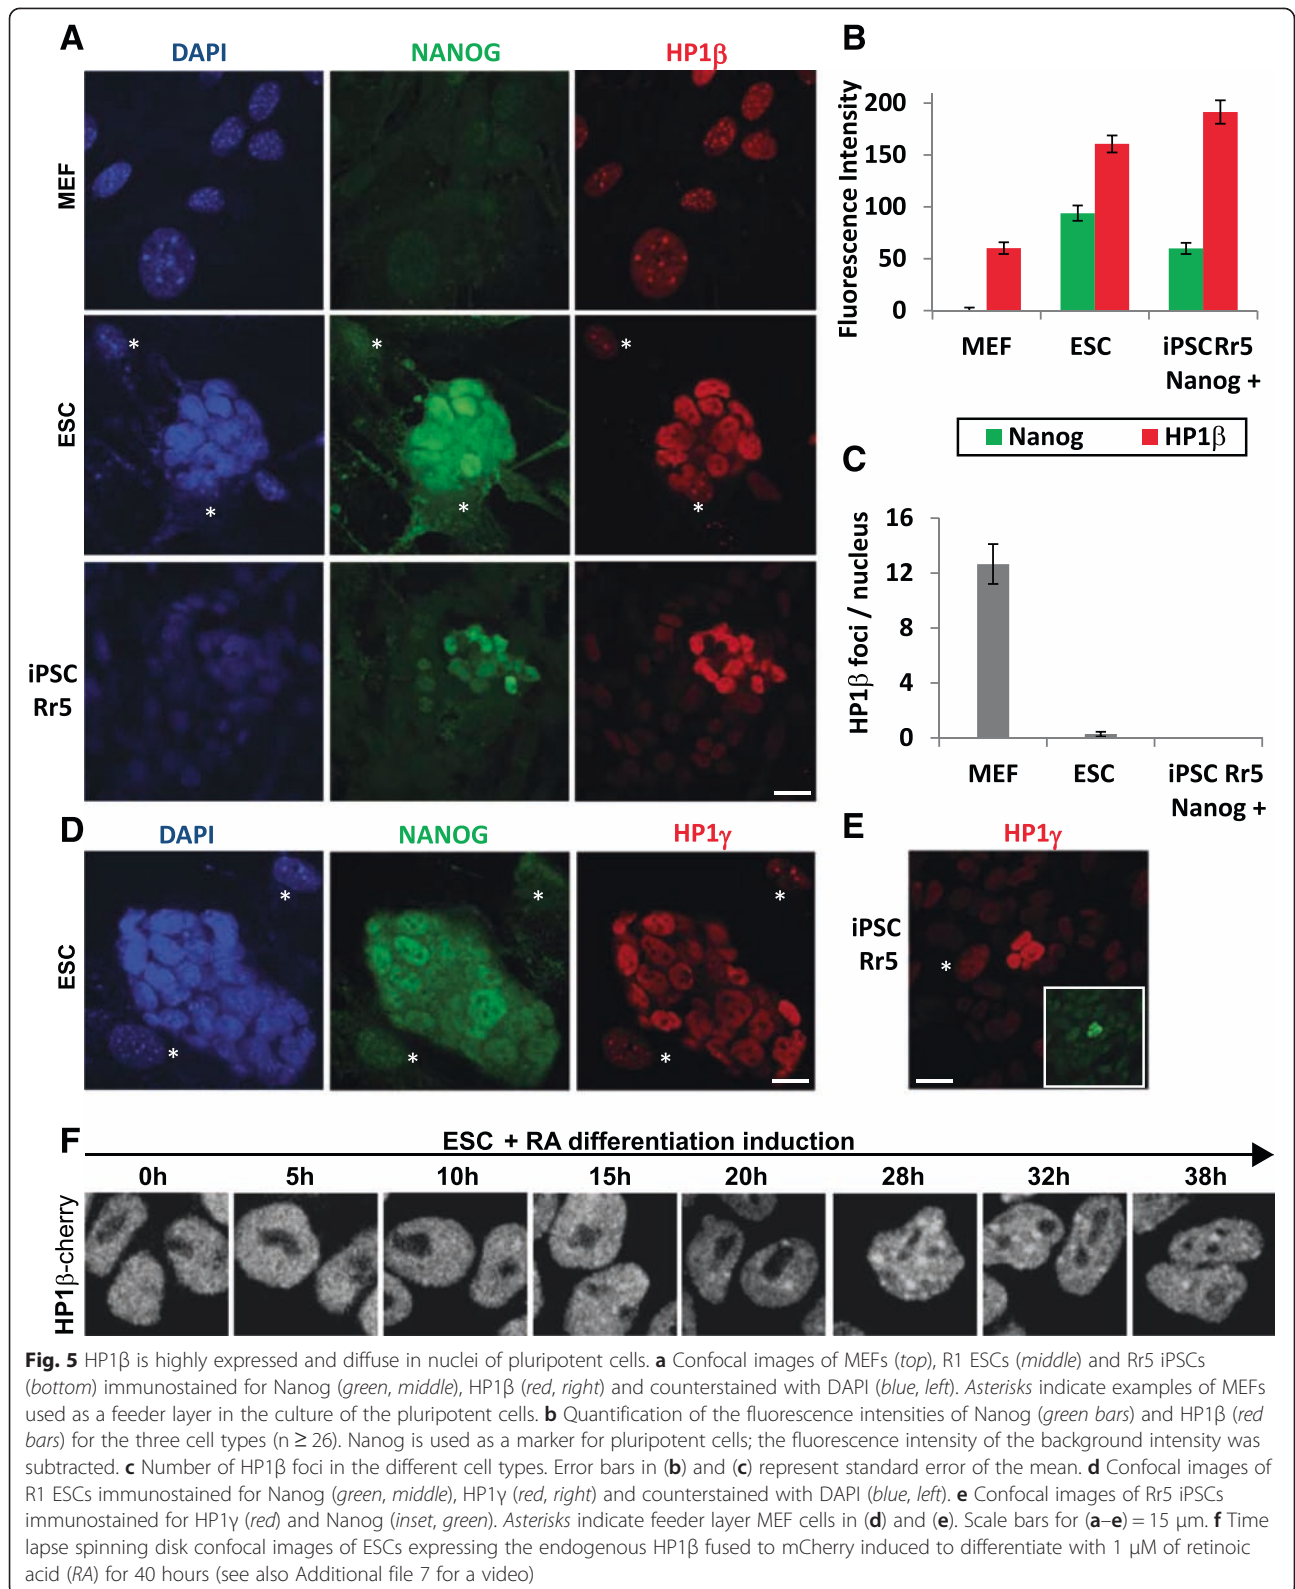 A
DAPI
NANOG
HP1β
MEF
*
*
*
*
*
*
ESC
iPSC
Rr5
B
Fluorescence Intensity
200
150
100
50
0
MEF
ESC
iPSCRr5
Nanog +
Nanog
HP1β
C
HP1β foci / nucleus
16
12
8
4
0
MEF
ESC
iPSC Rr5
Nanog +
D
DAPI
NANOG
HP1γ
ESC
*
*
*
*
*
*
E
HP1γ
iPSC
Rr5
*
F
ESC + RA differentiation induction
0h
5h
10h
15h
20h
28h
32h
38h
HP1β-cherry
Fig. 5 HP1β is highly expressed and diffuse in nuclei of pluripotent cells. a Confocal images of MEFs (top), R1 ESCs (middle) and Rr5 iPSCs
(bottom) immunostained for Nanog (green, middle), HP1β (red, right) and counterstained with DAPI (blue, left). Asterisks indicate examples of MEFs
used as a feeder layer in the culture of the pluripotent cells. b Quantification of the fluorescence intensities of Nanog (green bars) and HP1β (red
bars) for the three cell types (n ≥ 26). Nanog is used as a marker for pluripotent cells; the fluorescence intensity of the background intensity was
subtracted. c Number of HP1β foci in the different cell types. Error bars in (b) and (c) represent standard error of the mean. d Confocal images of
R1 ESCs immunostained for Nanog (green, middle), HP1γ (red, right) and counterstained with DAPI (blue, left). e Confocal images of Rr5 iPSCs
immunostained for HP1γ (red) and Nanog (inset, green). Asterisks indicate feeder layer MEF cells in (d) and (e). Scale bars for (a–e) = 15 μm. f Time
lapse spinning disk confocal images of ESCs expressing the endogenous HP1β fused to mCherry induced to differentiate with 1 μM of retinoic
acid (RA) for 40 hours (see also Additional file 7 for a video)